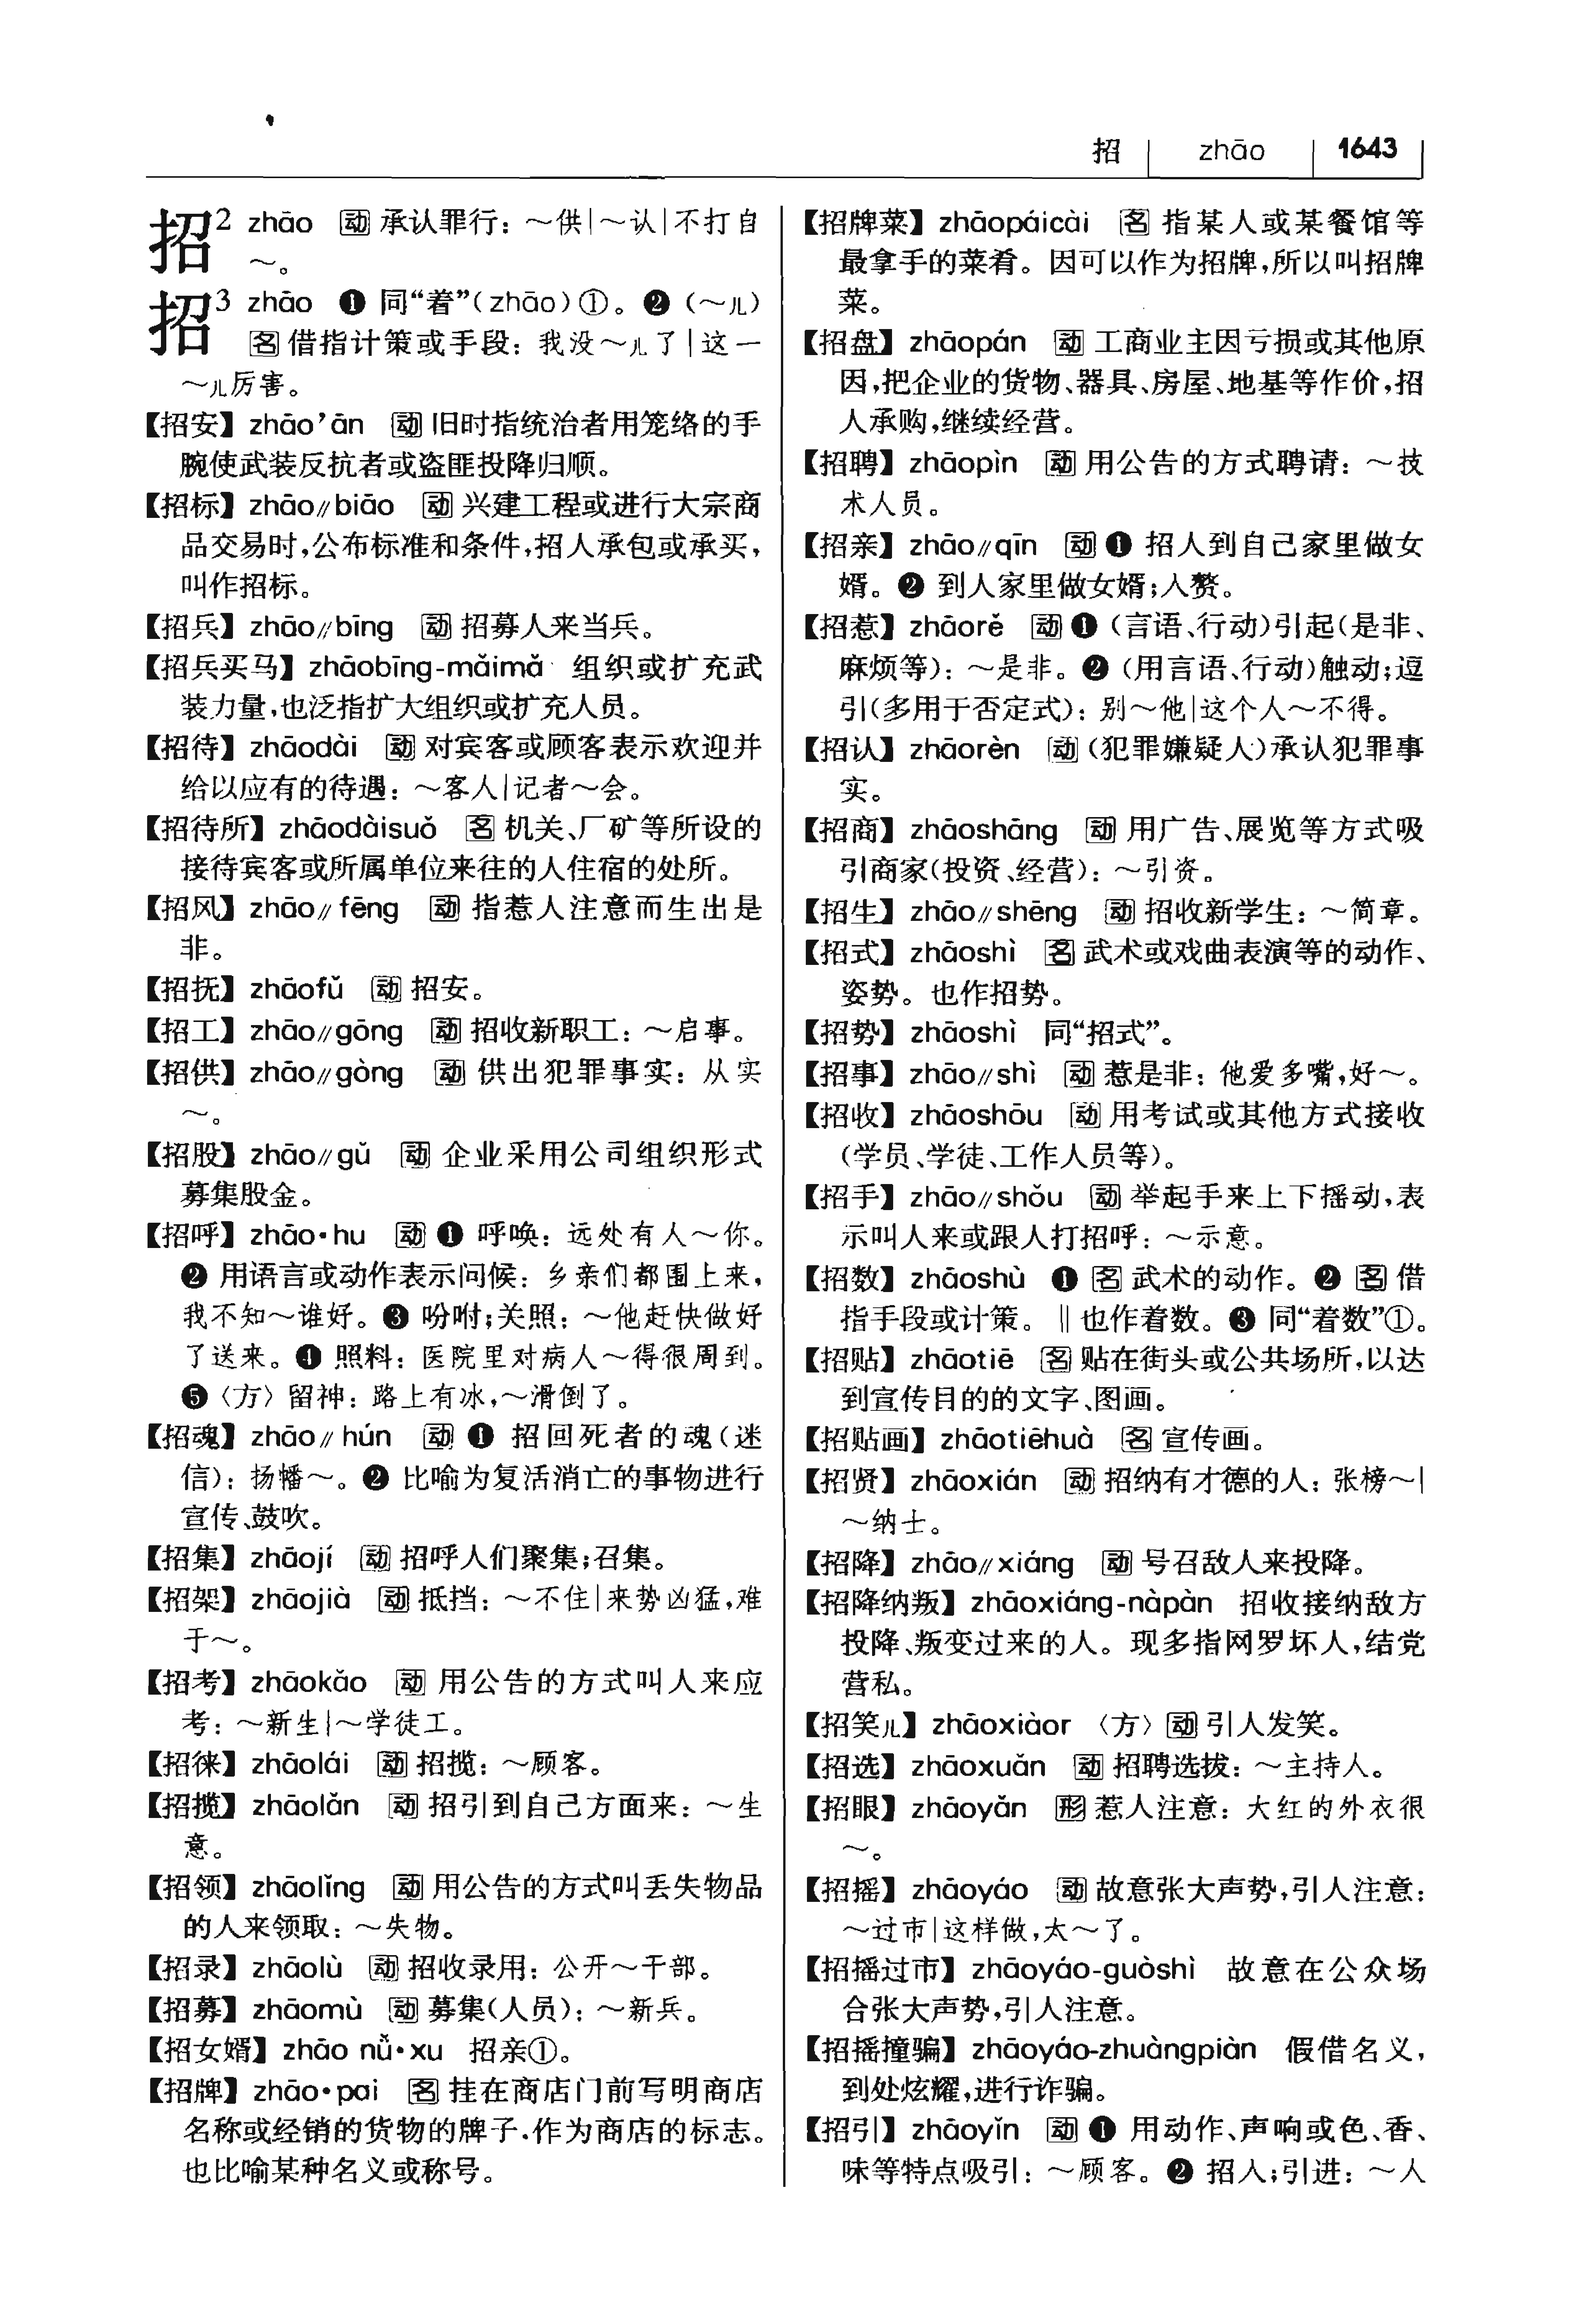 招 zhāo 1643
招² zhāo 动 承认罪行：～供|～认|不打自
～。
招³ zhāo ❶ 同“着”(zhāo)①。❷（～儿）
名 借指计策或手段：我没～儿了|这一
～儿厉害。
【招安】zhāo’ān 动 旧时指统治者用笼络的手
腕使武装反抗者或盗匪投降归顺。
【招标】zhāo∥biāo 动 兴建工程或进行大宗商
品交易时，公布标准和条件，招人承包或承买，
叫作招标。
【招兵】zhāo∥bīng 动 招募人来当兵。
【招兵买马】zhāobīng-mǎimǎ 组织或扩充武
装力量，也泛指扩大组织或扩充人员。
【招待】zhāodài 动 对宾客或顾客表示欢迎并
给以应有的待遇：～客人|记者～会。
【招待所】zhāodàisuǒ 名 机关、厂矿等所设的
接待宾客或所属单位来往的人住宿的处所。
【招风】zhāo∥fēng 动 指惹人注意而生出是
非。
【招抚】zhāofǔ 动 招安。
【招工】zhāo∥gōng 动 招收新职工：～启事。
【招供】zhāo∥gòng 动 供出犯罪事实：从实
～。
【招股】zhāo∥gǔ 动 企业采用公司组织形式
募集股金。
【招呼】zhāo•hu 动 ❶ 呼唤：远处有人～你。
❷ 用语言或动作表示问候：乡亲们都围上来，
我不知～谁好。❸ 吩咐；关照：～他赶快做好
了送来。❹ 照料：医院里对病人～得很周到。
❺〈方〉留神：路上有冰，～滑倒了。
【招魂】zhāo∥hún 动 ❶ 招回死者的魂（迷
信）：扬幡～。❷ 比喻为复活消亡的事物进行
宣传、鼓吹。
【招集】zhāojí 动 招呼人们聚集；召集。
【招架】zhāojià 动 抵挡：～不住|来势凶猛，难
于～。
【招考】zhāokǎo 动 用公告的方式叫人来应
考：～新生|～学徒工。
【招徕】zhāolái 动 招揽：～顾客。
【招揽】zhāolǎn 动 招引到自己方面来：～生
意。
【招领】zhāolǐng 动 用公告的方式叫丢失物品
的人来领取：～失物。
【招录】zhāolù 动 招收录用：公开～干部。
【招募】zhāomù 动 募集（人员）：～新兵。
【招女婿】zhāo nǚ•xu 招亲①。
【招牌】zhāo•pai 名 挂在商店门前写明商店
名称或经销的货物的牌子，作为商店的标志。
也比喻某种名义或称号。
【招牌菜】zhāopáicài 名 指某人或某餐馆等
最拿手的菜肴。因可以作为招牌，所以叫招牌
菜。
【招盘】zhāopán 动 工商业主因亏损或其他原
因，把企业的货物、器具、房屋、地基等作价，招
人承购，继续经营。
【招聘】zhāopìn 动 用公告的方式聘请：～技
术人员。
【招亲】zhāo∥qīn 动 ❶ 招人到自己家里做女
婿。❷ 到人家里做女婿；入赘。
【招惹】zhāorě 动 ❶（言语、行动）引起（是非、
麻烦等）：～是非。❷（用言语、行动）触动；逗
引（多用于否定式）：别～他|这个人～不得。
【招认】zhāorèn 动（犯罪嫌疑人）承认犯罪事
实。
【招商】zhāoshāng 动 用广告、展览等方式吸
引商家（投资、经营）：～引资。
【招生】zhāo∥shēng 动 招收新学生：～简章。
【招式】zhāoshì 名 武术或戏曲表演等的动作、
姿势。也作招势。
【招势】zhāoshì 同“招式”。
【招事】zhāo∥shì 动 惹是非：他爱多嘴，好～。
【招收】zhāoshōu 动 用考试或其他方式接收
（学员、学徒、工作人员等）。
【招手】zhāo∥shǒu 动 举起手来上下摇动，表
示叫人来或跟人打招呼：～示意。
【招数】zhāoshù ❶ 名 武术的动作。❷ 名 借
指手段或计策。‖也作着数。❸ 同“着数”①。
【招贴】zhāotiē 名 贴在街头或公共场所，以达
到宣传目的的文字、图画。
【招贴画】zhāotiēhuà 名 宣传画。
【招贤】zhāoxián 动 招纳有才德的人：张榜～|
～纳士。
【招降】zhāo∥xiáng 动 号召敌人来投降。
【招降纳叛】zhāoxiáng-nàpàn 招收接纳敌方
投降、叛变过来的人。现多指网罗坏人，结党
营私。
【招笑儿】zhāoxiàor〈方〉动 引人发笑。
【招选】zhāoxuǎn 动 招聘选拔：～主持人。
【招眼】zhāoyǎn 形 惹人注意：大红的外衣很
～。
【招摇】zhāoyáo 动 故意张大声势，引人注意：
～过市|这样做，太～了。
【招摇过市】zhāoyáo-guòshì 故意在公众场
合张大声势，引人注意。
【招摇撞骗】zhāoyáo-zhuàngpiàn 假借名义，
到处炫耀，进行诈骗。
【招引】zhāoyǐn 动 ❶ 用动作、声响或色、香、
味等特点吸引：～顾客。❷ 招人；引进：～人